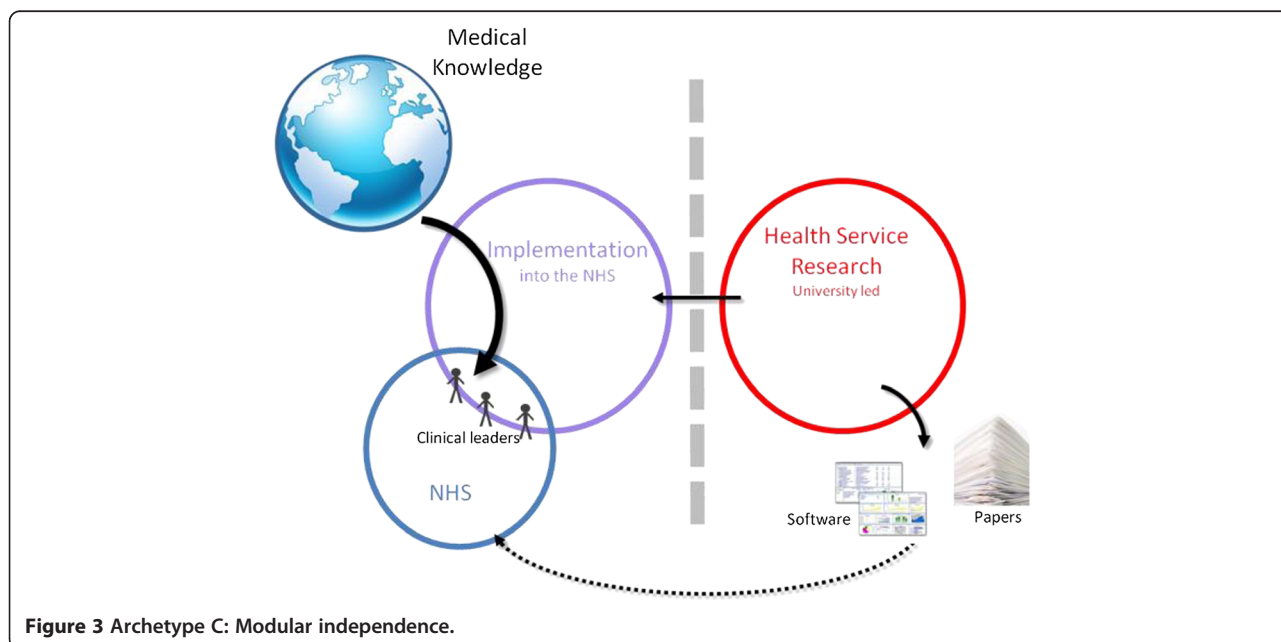 Medical
Knowledge
Implementation
into the NHS
Health Service
Research
University led
Clinical leaders
NHS
Software
Papers
Figure 3 Archetype C: Modular independence.